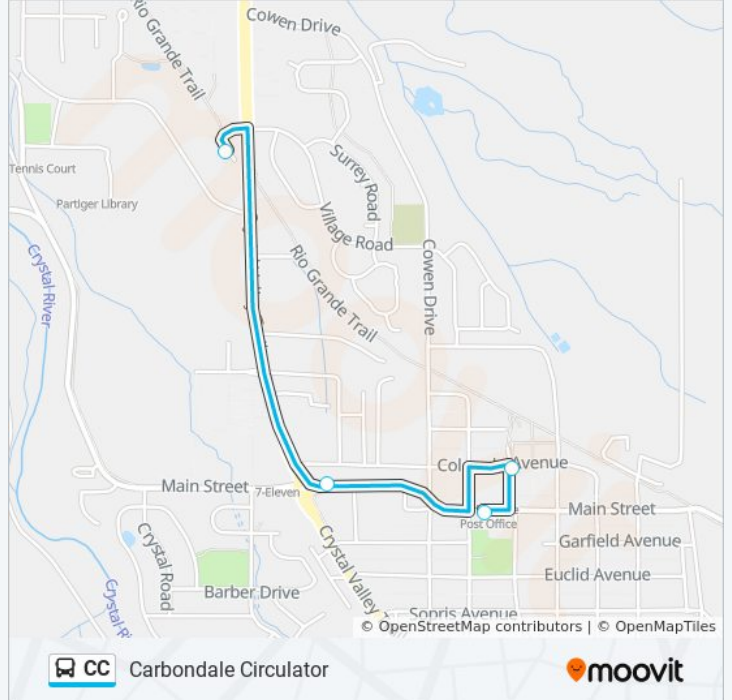 Cowen Drive
Rio Grande Trail
Tennis Court
Partiger Library
Surrey Road
Village Road
Crystal River
Rio Grande Trail
Cowen Drive
Avenue
Main Street
7-Eleven
Main Street
Post Office
Crystal Road
Crystal Valley
Garfield Avenue
Euclid Avenue
Barber Drive
Sopris Avenue
© OpenStreetMap contributors | © OpenMapTiles
CC Carbondale Circulator
moovit